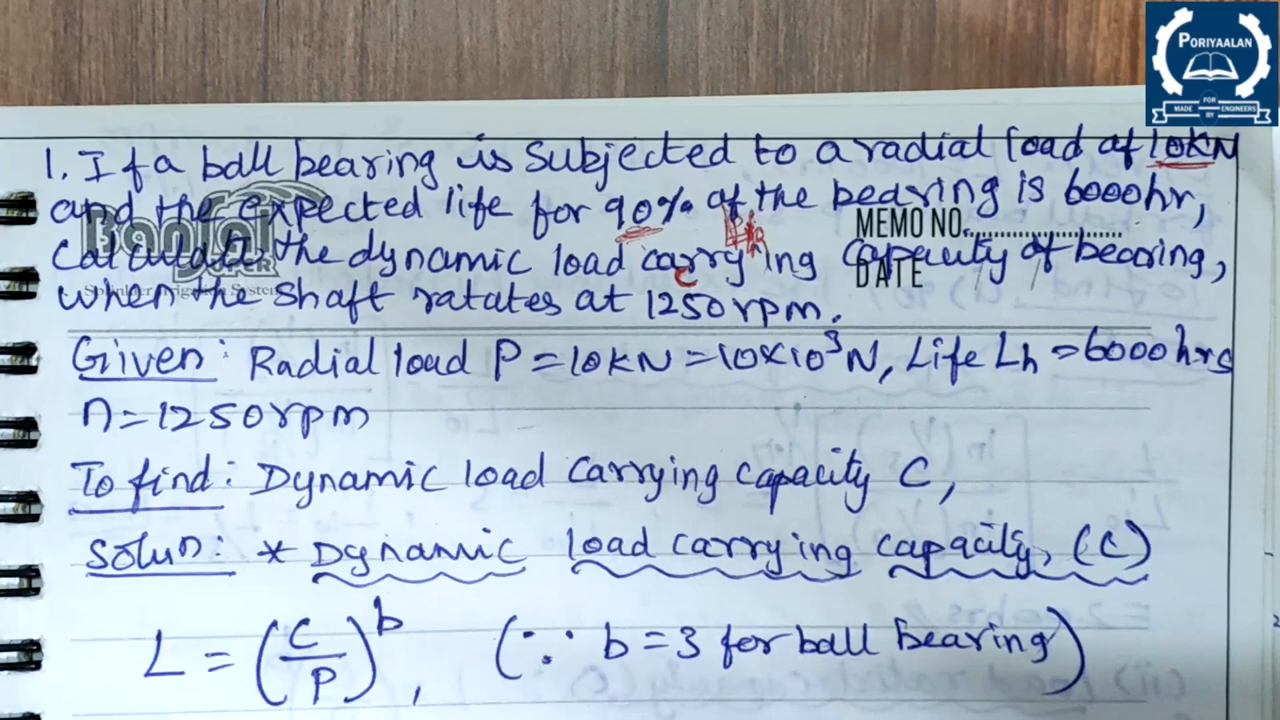 PORIYAALAN
MADE FOR BY ENGINEERS
1. If a ball bearing is subjected to a radial load of 10KN
and the expected life for 90% of the bearing is 6000hr,
MEMO NO.
Calculate the dynamic load carrying capacity of bearing,
DATE
when the shaft ratates at 1250rpm.
Given: Radial load P = 10KN = 10×10³N, Life Lh = 6000hrs
n = 1250rpm
To find: Dynamic load carrying capacity C,
Solun: * Dynamic load carrying capacity, (C)
L = (C/P)^b, (∵ b = 3 for ball bearing)